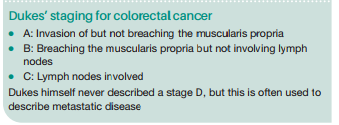 Dukes' staging for colorectal cancer
• A: Invasion of but not breaching the muscularis propria
• B: Breaching the muscularis propria but not involving lymph
nodes
• C: Lymph nodes involved
Dukes himself never described a stage D, but this is often used to
describe metastatic disease